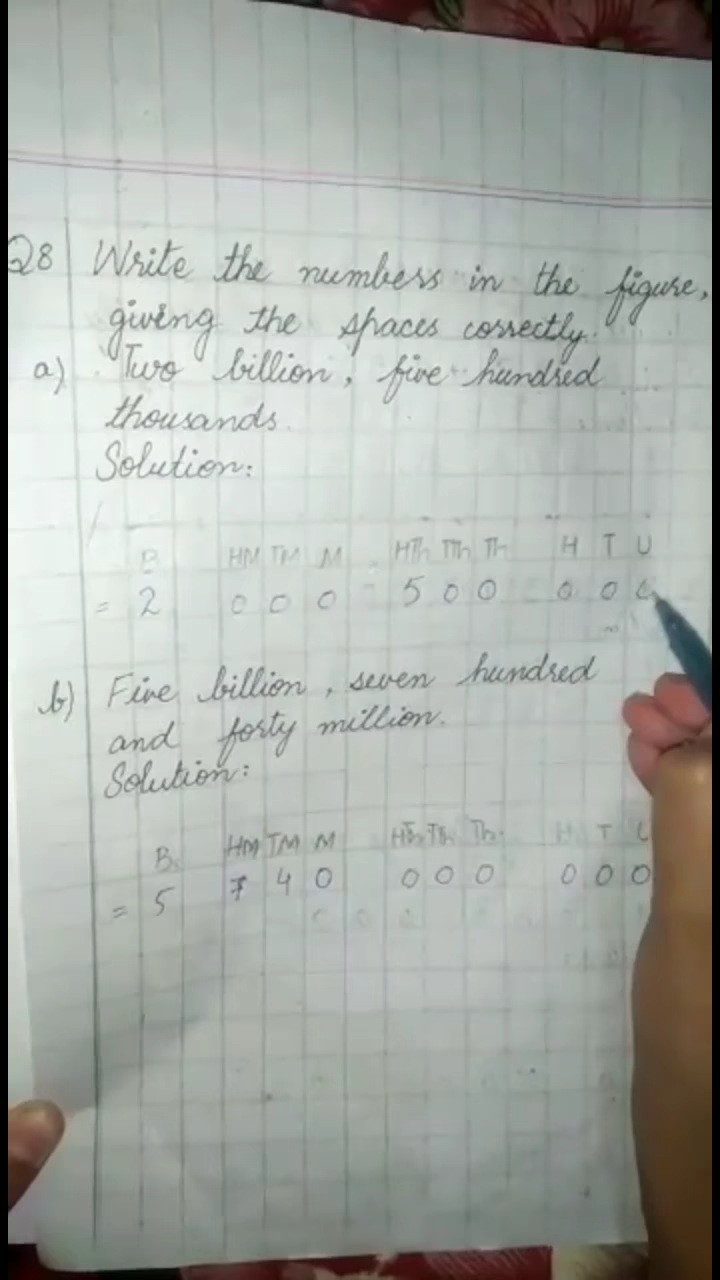 Q8 Write the numbers in the figure,
giving the spaces correctly.
a) Two billion, five hundred
thousands.
Solution:
B HM TM M HTh TTh Th H T U
= 2 0 0 0 5 0 0 0 0 0
b) Five billion, seven hundred
and forty million.
Solution:
B HM TM M HTh TTh Th H T U
= 5 7 4 0 0 0 0 0 0 0